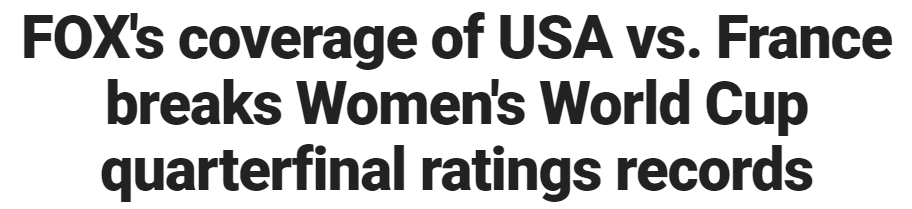 FOX's coverage of USA vs. France
breaks Women's World Cup
quarterfinal ratings records